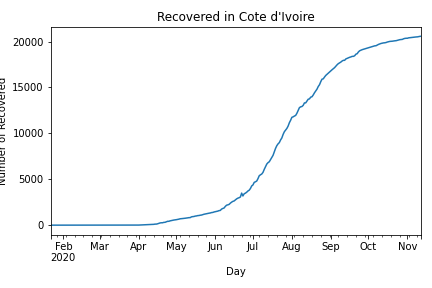 Recovered in Cote d'Ivoire
20000
15000
10000
5000
0
Number of Recovered
Feb Mar Apr May Jun Jul Aug Sep Oct Nov
2020
Day